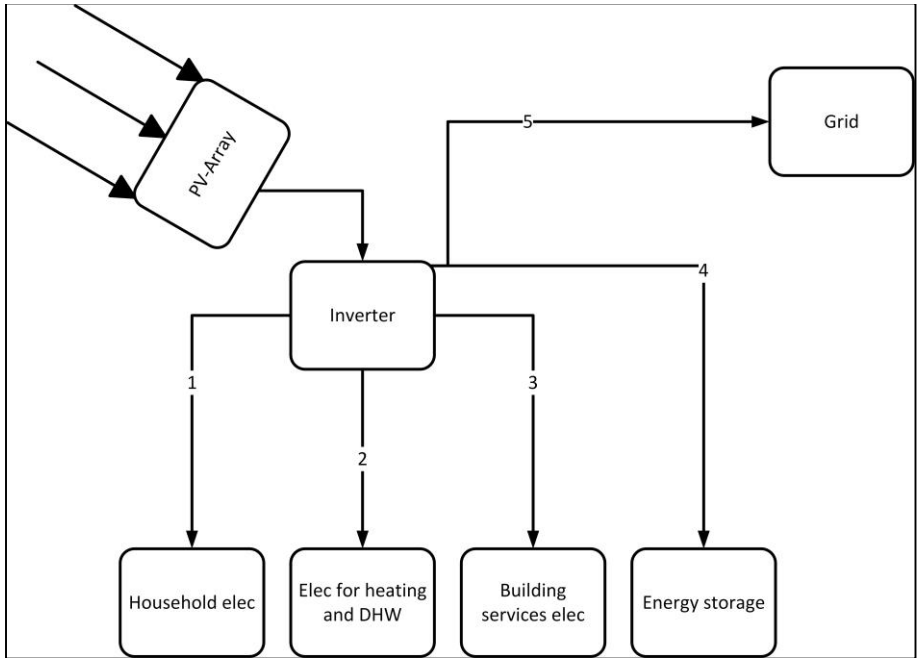 PV-Array
5
Grid
4
Inverter
1
3
2
Household elec
Elec for heating
and DHW
Building
services elec
Energy storage